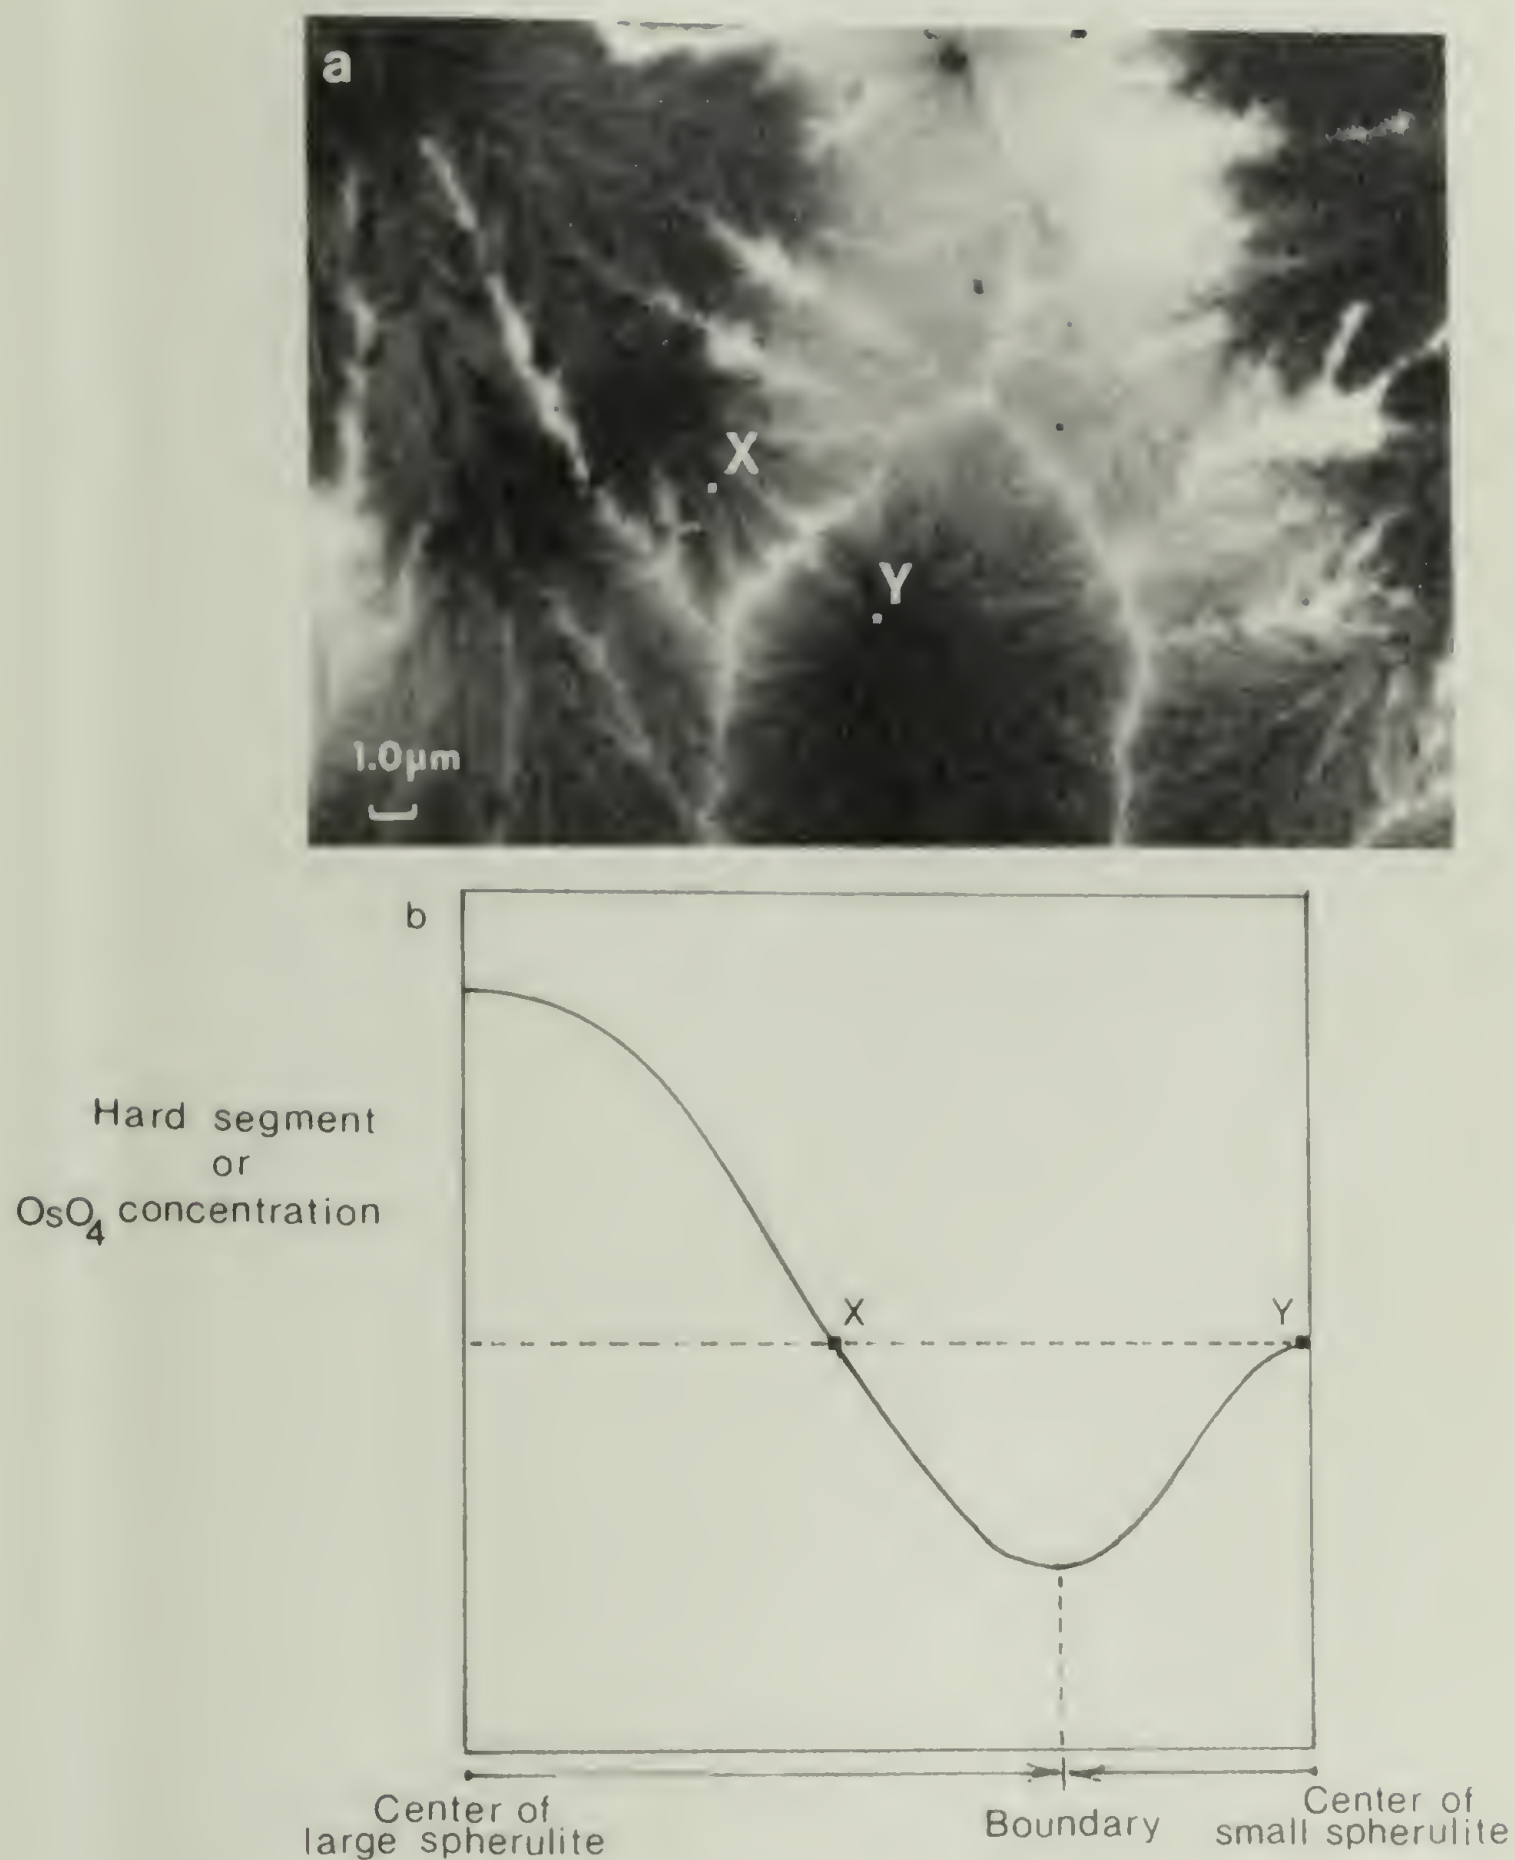 a
X
Y
1.0µm
b
Hard segment
or
OsO4 concentration
X
Y
Center of
large spherulite
Boundary
Center of
small spherulite